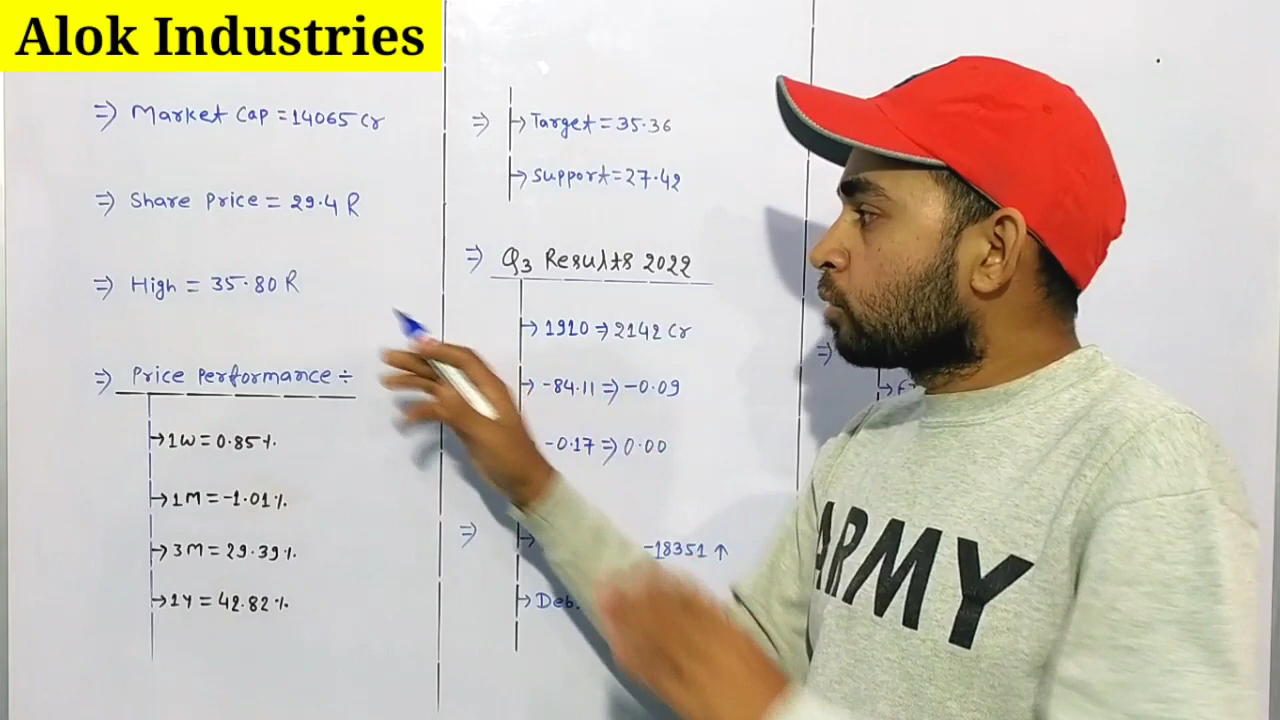 Alok Industries
=> Market Cap = 14065 Cr
=> Share Price = 29.4 R
=> High = 35.80 R
=> Price Performance ÷
→ 1W = 0.85%
→ 1M = -1.01%
→ 3M = 29.39%
→ 1Y = 42.82%
=> → Target = 35.36
→ Support = 27.42
=> Q3 Results 2022
→ 1910 => 2142 Cr
→ -84.11 => -0.09
-0.17 => 0.00
=> → -18351 ↑
→ Deb.
=>
→
ARMY